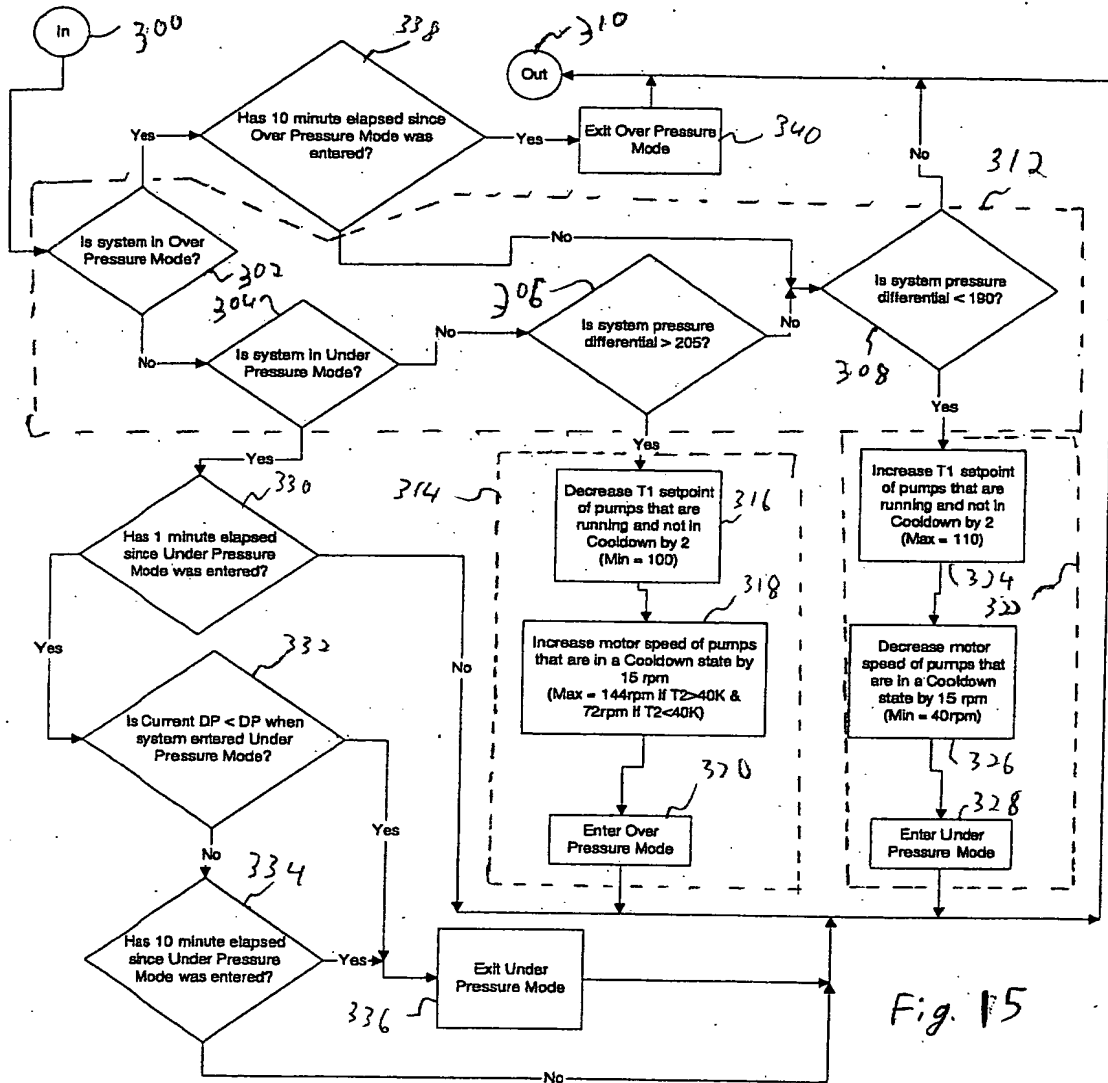 In
300
338
310
Out
Has 10 minute elapsed since
Over Pressure Mode was
entered?
Yes
Yes
Exit Over Pressure
Mode
340
No
312
Is system in Over
Pressure Mode?
302
304
No
306
Is system pressure
differential < 190?
308
No
Is system in Under
Pressure Mode?
No
Is system pressure
differential > 205?
No
Yes
Yes
Yes
330
Has 1 minute elapsed
since Under Pressure
Mode was entered?
314
Decrease T1 setpoint
of pumps that are
running and not in
Cooldown by 2
(Min = 100)
316
Increase T1 setpoint
of pumps that are
running and not in
Cooldown by 2
(Max = 110)
324
322
318
Increase motor speed of pumps
that are in a Cooldown state by
15 rpm
(Max = 144rpm if T2>40K &
72rpm if T2<40K)
Decrease motor
speed of pumps that
are in a Cooldown
state by 15 rpm
(Min = 40rpm)
326
Yes
332
No
Is Current DP < DP when
system entered Under
Pressure Mode?
320
Enter Over
Pressure Mode
328
Enter Under
Pressure Mode
Yes
No
334
Has 10 minute elapsed
since Under Pressure
Mode was entered?
Yes
Exit Under
Pressure Mode
336
No
Fig. 15